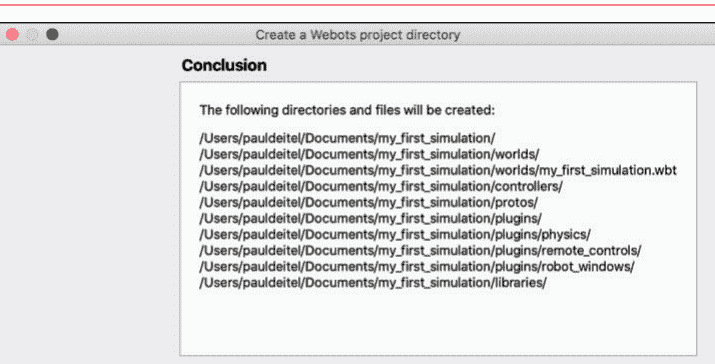 Create a Webots project directory
Conclusion
The following directories and files will be created:
/Users/pauldeitel/Documents/my_first_simulation/
/Users/pauldeitel/Documents/my_first_simulation/worlds/
/Users/pauldeitel/Documents/my_first_simulation/worlds/my_first_simulation.wbt
/Users/pauldeitel/Documents/my_first_simulation/controllers/
/Users/pauldeitel/Documents/my_first_simulation/protos/
/Users/pauldeitel/Documents/my_first_simulation/plugins/
/Users/pauldeitel/Documents/my_first_simulation/plugins/physics/
/Users/pauldeitel/Documents/my_first_simulation/plugins/remote_controls/
/Users/pauldeitel/Documents/my_first_simulation/plugins/robot_windows/
/Users/pauldeitel/Documents/my_first_simulation/libraries/